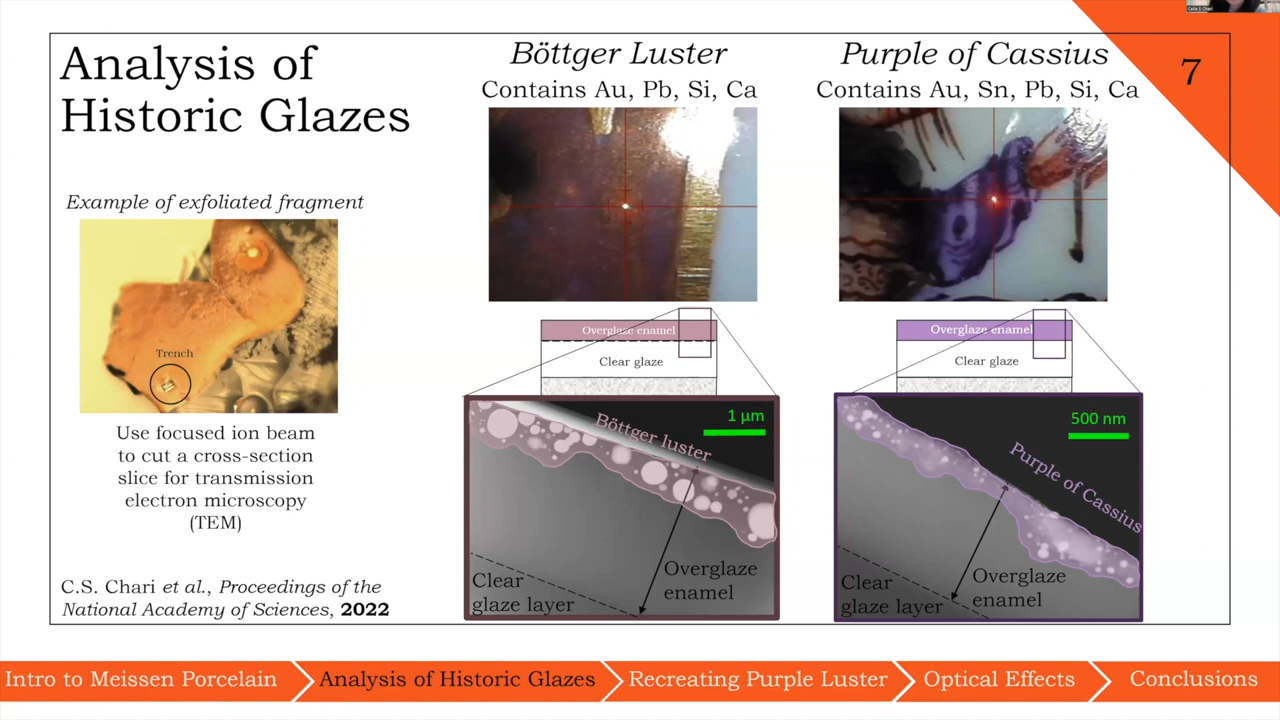 Celia S Chari
7
Analysis of
Historic Glazes
Example of exfoliated fragment
Trench
Use focused ion beam
to cut a cross-section
slice for transmission
electron microscopy
(TEM)
C.S. Chari et al., Proceedings of the
National Academy of Sciences, 2022
Böttger Luster
Contains Au, Pb, Si, Ca
Overglaze enamel
Clear glaze
1 µm
Böttger luster
Overglaze
enamel
Clear
glaze layer
Purple of Cassius
Contains Au, Sn, Pb, Si, Ca
Overglaze enamel
Clear glaze
500 nm
Purple of Cassius
Overglaze
enamel
Clear
glaze layer
Intro to Meissen Porcelain
Analysis of Historic Glazes
Recreating Purple Luster
Optical Effects
Conclusions